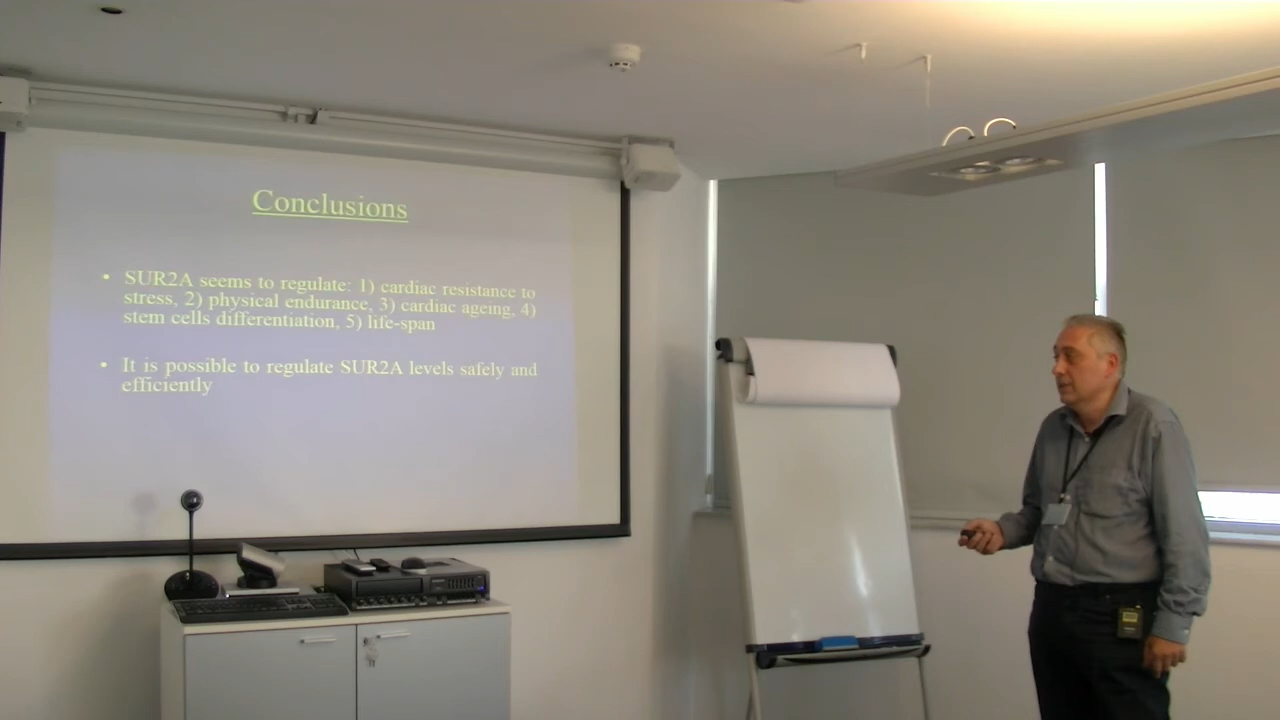 Conclusions
• SUR2A seems to regulate: 1) cardiac resistance to
stress, 2) physical endurance, 3) cardiac ageing, 4)
stem cells differentiation, 5) life-span
• It is possible to regulate SUR2A levels safely and
efficiently